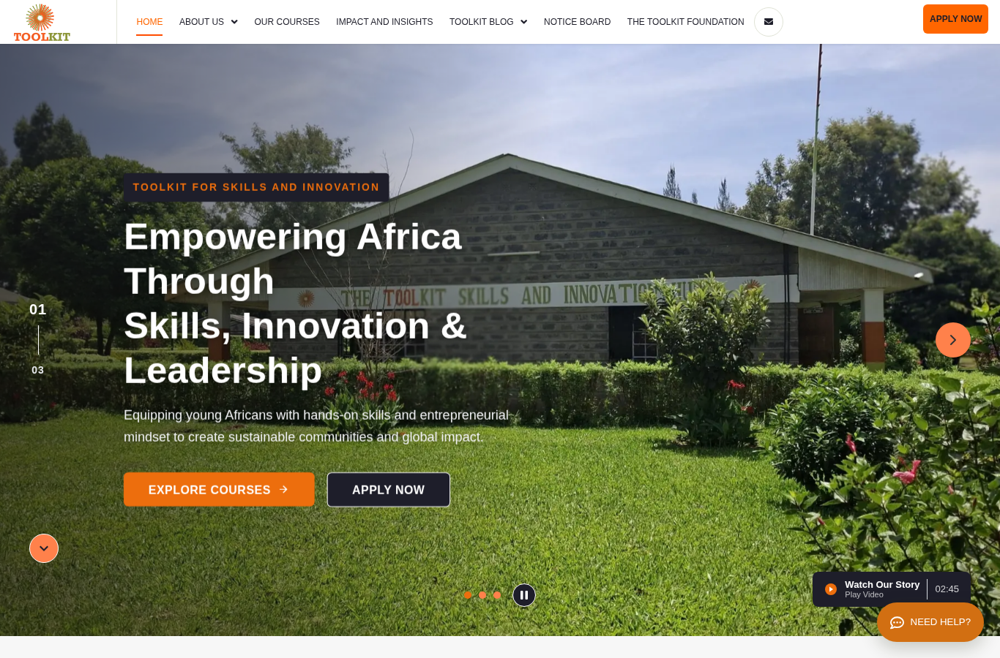 TOOLKIT
HOME
ABOUT US
OUR COURSES
IMPACT AND INSIGHTS
TOOLKIT BLOG
NOTICE BOARD
THE TOOLKIT FOUNDATION
APPLY NOW
TOOLKIT FOR SKILLS AND INNOVATION
Empowering Africa
Through
Skills, Innovation &
Leadership
THE TOOLKIT SKILLS AND INNOVATION
01
03
Equipping young Africans with hands-on skills and entrepreneurial
mindset to create sustainable communities and global impact.
EXPLORE COURSES
APPLY NOW
Watch Our Story
Play Video
02:45
NEED HELP?